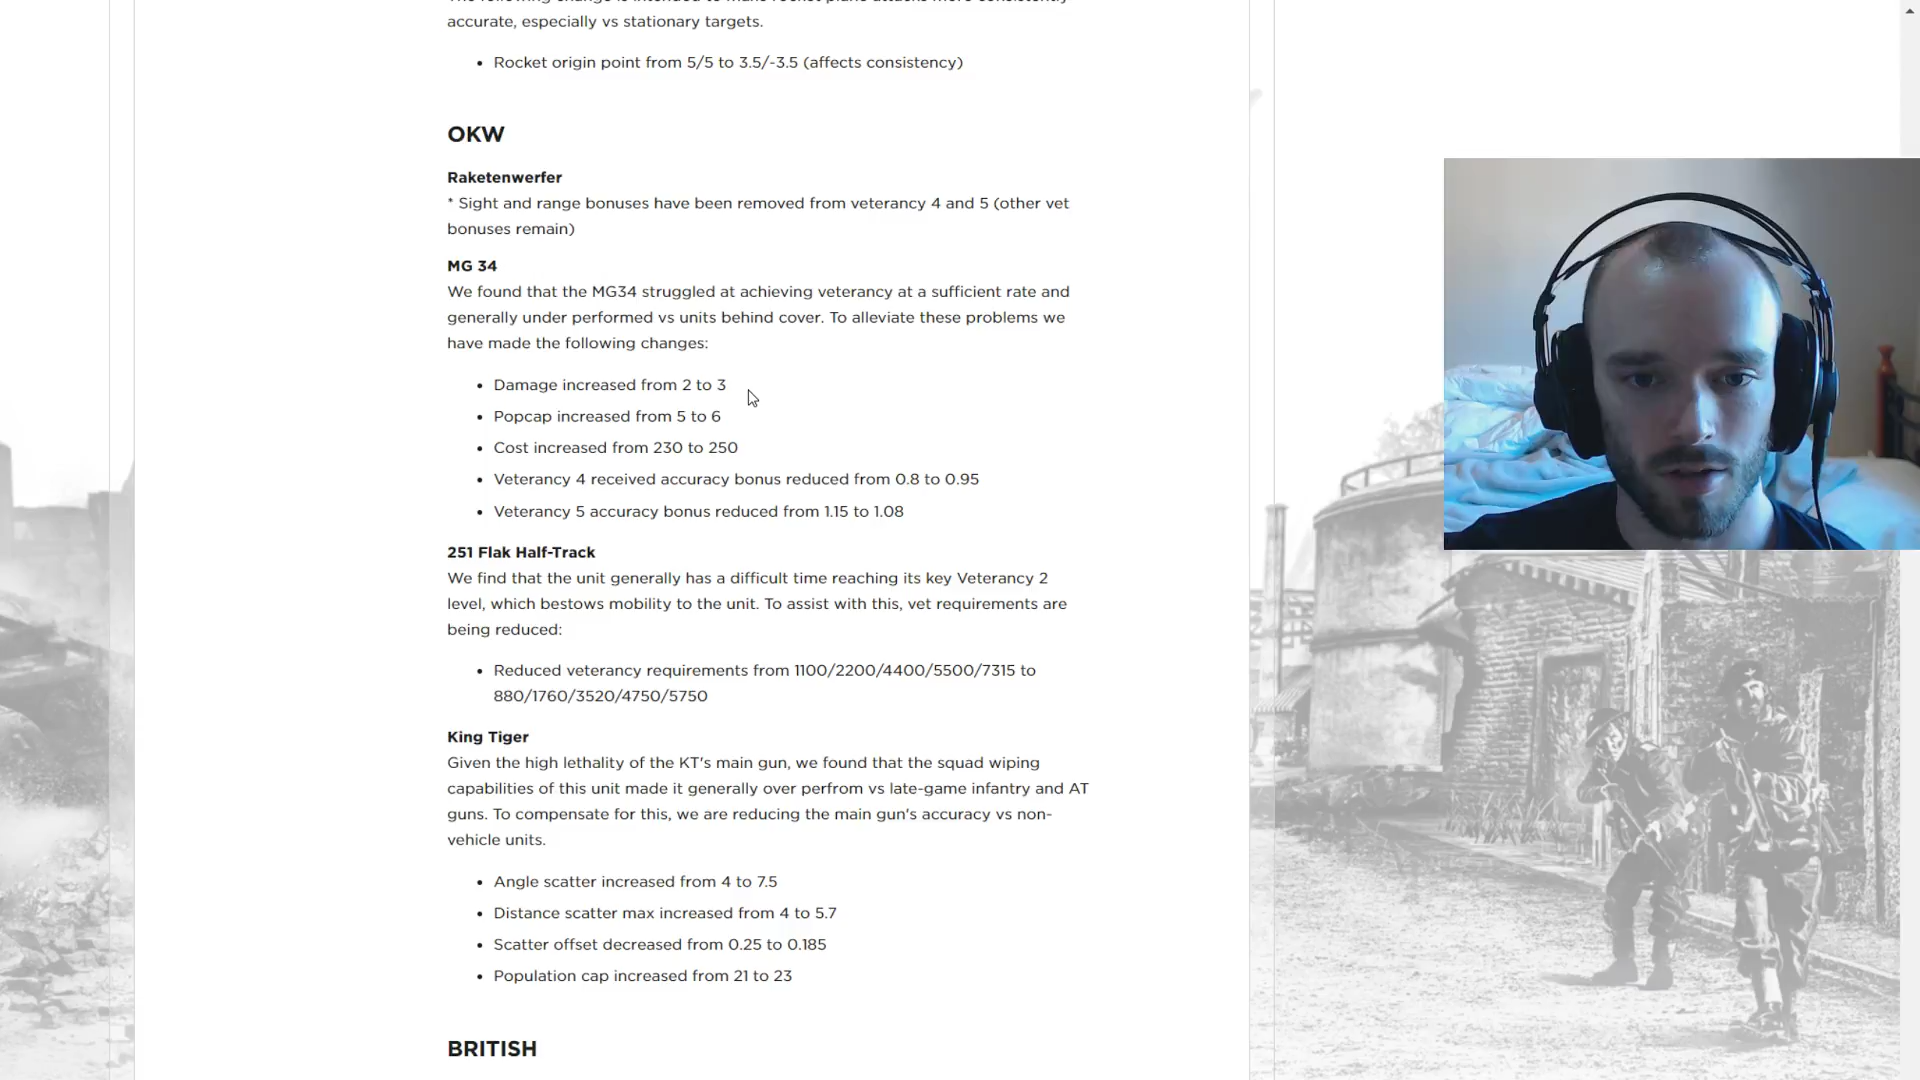 accurate, especially vs stationary targets.
• Rocket origin point from 5/5 to 3.5/-3.5 (affects consistency)
OKW
Raketenwerfer
* Sight and range bonuses have been removed from veterancy 4 and 5 (other vet
bonuses remain)
MG 34
We found that the MG34 struggled at achieving veterancy at a sufficient rate and
generally under performed vs units behind cover. To alleviate these problems we
have made the following changes:
• Damage increased from 2 to 3
• Popcap increased from 5 to 6
• Cost increased from 230 to 250
• Veterancy 4 received accuracy bonus reduced from 0.8 to 0.95
• Veterancy 5 accuracy bonus reduced from 1.15 to 1.08
251 Flak Half-Track
We find that the unit generally has a difficult time reaching its key Veterancy 2
level, which bestows mobility to the unit. To assist with this, vet requirements are
being reduced:
• Reduced veterancy requirements from 1100/2200/4400/5500/7315 to
880/1760/3520/4750/5750
King Tiger
Given the high lethality of the KT's main gun, we found that the squad wiping
capabilities of this unit made it generally over perfrom vs late-game infantry and AT
guns. To compensate for this, we are reducing the main gun's accuracy vs non-
vehicle units.
• Angle scatter increased from 4 to 7.5
• Distance scatter max increased from 4 to 5.7
• Scatter offset decreased from 0.25 to 0.185
• Population cap increased from 21 to 23
BRITISH